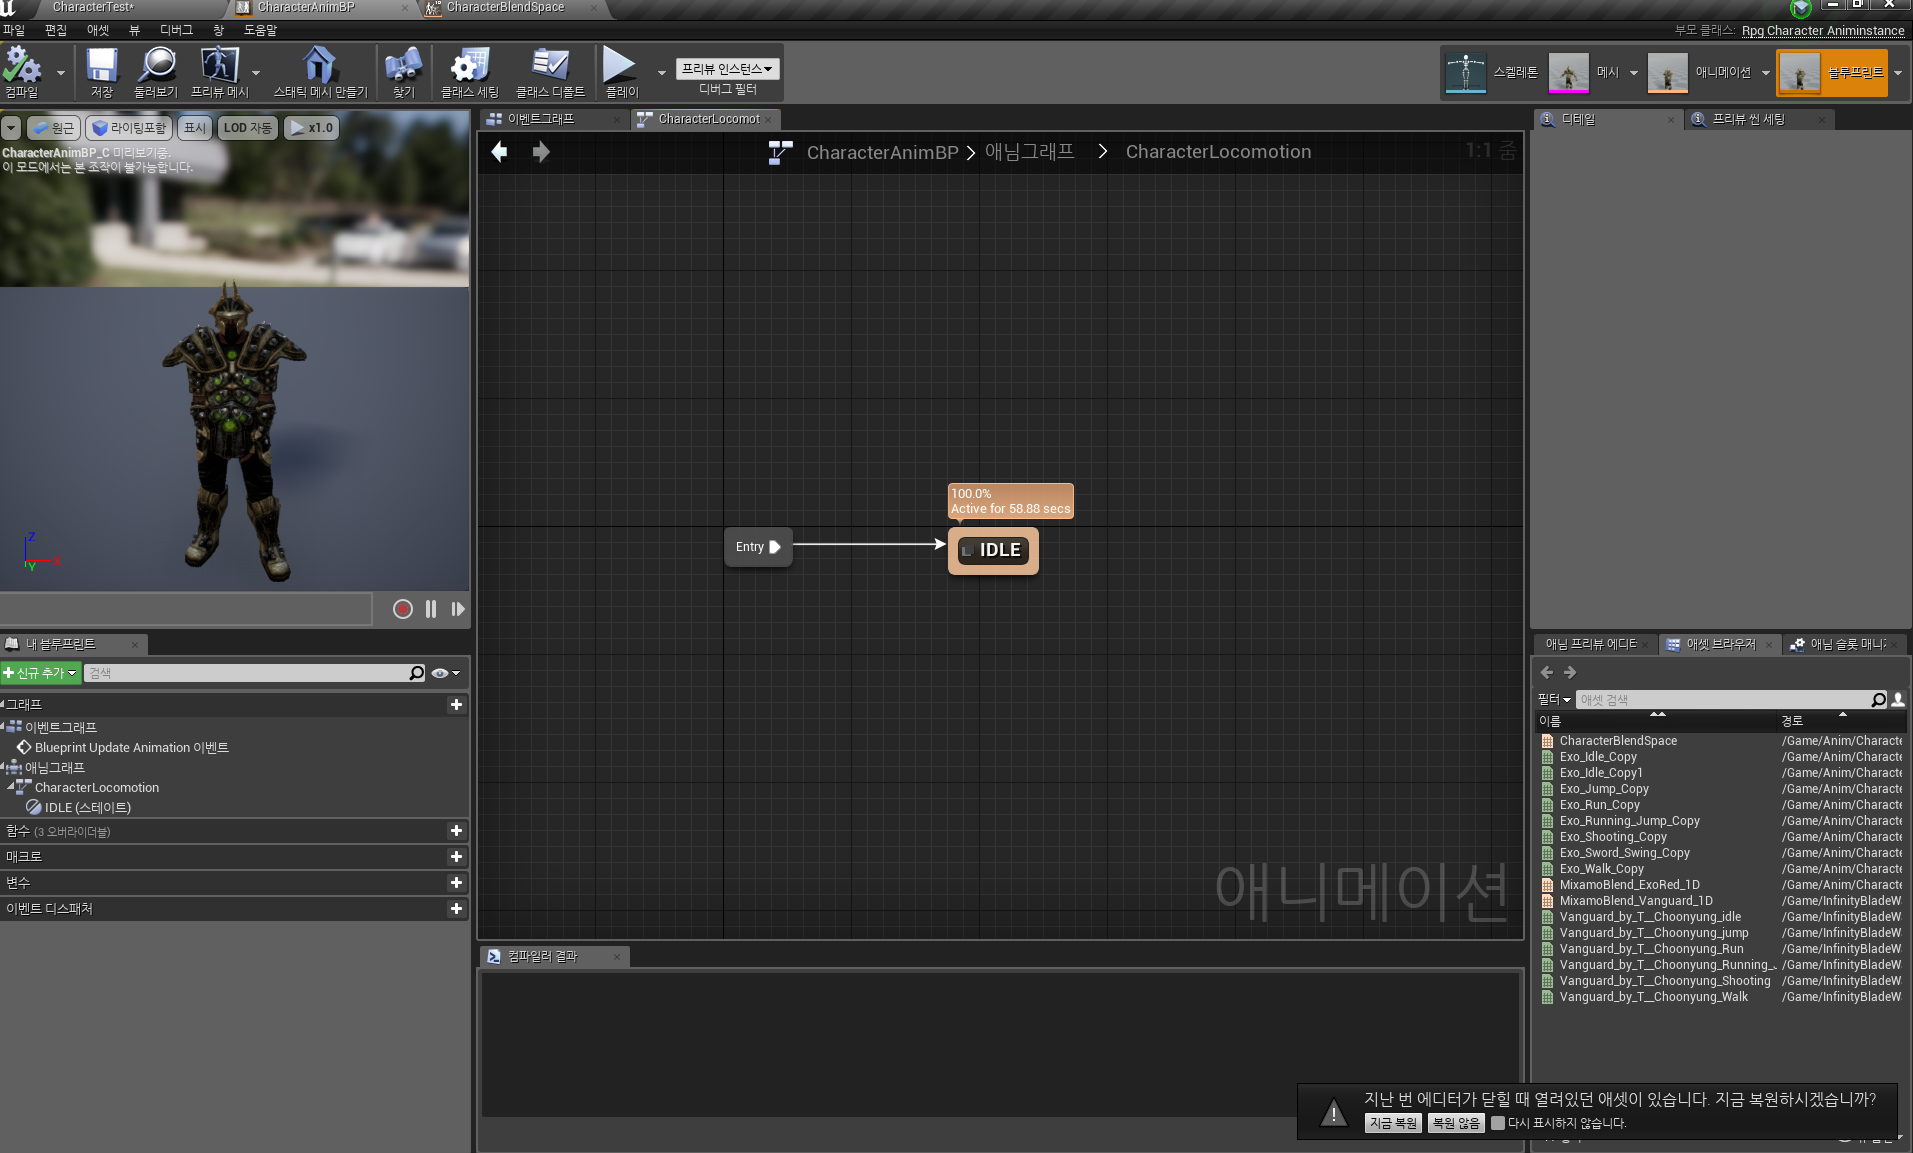 CharacterTest*
CharacterAnimBP
CharacterBlendSpace
파일 편집 애셋 뷰 디버그 창 도움말
부모 클래스: Rpg Character Animinstance
컴파일
저장
둘러보기
프리뷰 메시
스태틱 메시 만들기
찾기
클래스 세팅
클래스 디폴트
플레이
프리뷰 인스턴스
디버그 필터
스켈레톤
메시
애니메이션
블루프린트
원근
라이팅포함
표시
LOD 자동
x1.0
CharacterAnimBP_C 미리보기중.
이 모드에서는 본 조작이 불가능합니다.
Z
X
Y
이벤트그래프
CharacterLocomot
CharacterAnimBP > 애님그래프 > CharacterLocomotion
1:1 줌
100.0%
Active for 58.88 secs
Entry
IDLE
애니메이션
내 블루프린트
신규 추가
검색
그래프
이벤트그래프
Blueprint Update Animation 이벤트
애님그래프
CharacterLocomotion
IDLE (스테이트)
함수 (3 오버라이더블)
매크로
변수
이벤트 디스패처
컴파일러 결과
디테일
프리뷰 씬 세팅
애님 프리뷰 에디터
애셋 브라우저
애님 슬롯 매니저
필터
애셋 검색
이름 경로
CharacterBlendSpace /Game/Anim/Characte
Exo_Idle_Copy /Game/Anim/Characte
Exo_Idle_Copy1 /Game/Anim/Characte
Exo_Jump_Copy /Game/Anim/Characte
Exo_Run_Copy /Game/Anim/Characte
Exo_Running_Jump_Copy /Game/Anim/Characte
Exo_Shooting_Copy /Game/Anim/Characte
Exo_Sword_Swing_Copy /Game/Anim/Characte
Exo_Walk_Copy /Game/Anim/Characte
MixamoBlend_ExoRed_1D /Game/Anim/Characte
MixamoBlend_Vanguard_1D /Game/InfinityBladeW
Vanguard_by_T__Choonyung_idle /Game/InfinityBladeW
Vanguard_by_T__Choonyung_jump /Game/InfinityBladeW
Vanguard_by_T__Choonyung_Run /Game/InfinityBladeW
Vanguard_by_T__Choonyung_Running_ /Game/InfinityBladeW
Vanguard_by_T__Choonyung_Shooting /Game/InfinityBladeW
Vanguard_by_T__Choonyung_Walk /Game/InfinityBladeW
지난 번 에디터가 닫힐 때 열려있던 애셋이 있습니다. 지금 복원하시겠습니까?
지금 복원
복원 않음
다시 표시하지 않습니다.